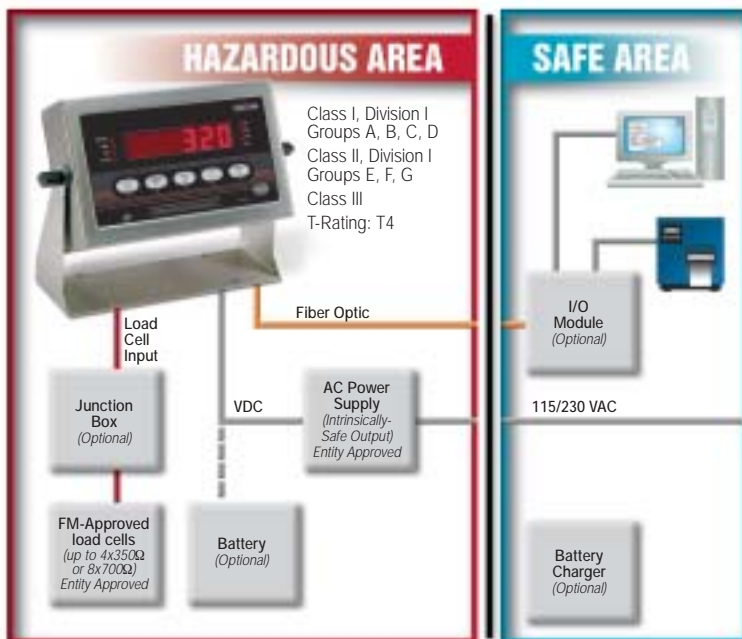 HAZARDOUS AREA
SAFE AREA
320
Class I, Division I
Groups A, B, C, D
Class II, Division I
Groups E, F, G
Class III
T-Rating: T4
Load
Cell
Input
Fiber Optic
I/O
Module
(Optional)
Junction
Box
(Optional)
VDC
AC Power
Supply
(Intrinsically-
Safe Output)
Entity Approved
115/230 VAC
FM-Approved
load cells
(up to 4x350Ω
or 8x700Ω)
Entity Approved
Battery
(Optional)
Battery
Charger
(Optional)